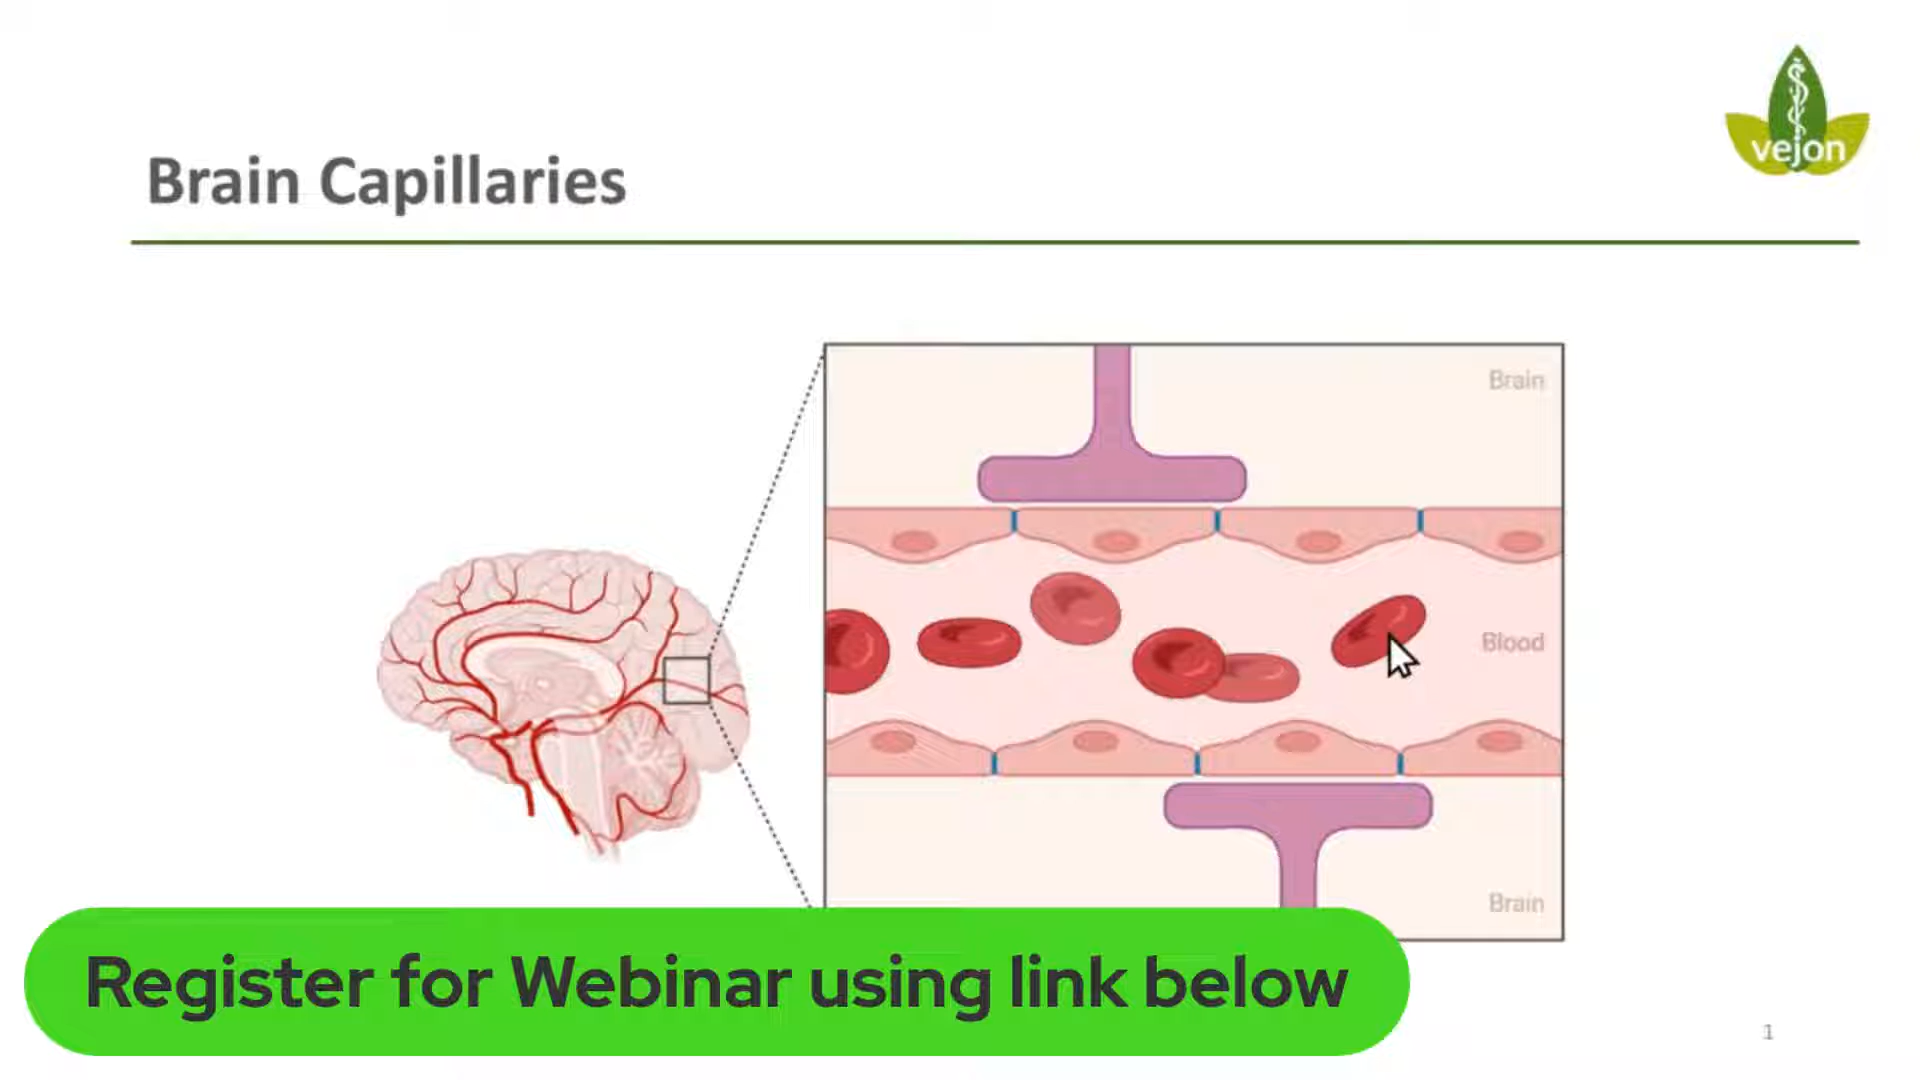 vejon
Brain Capillaries
Brain
Blood
Brain
Register for Webinar using link below
1